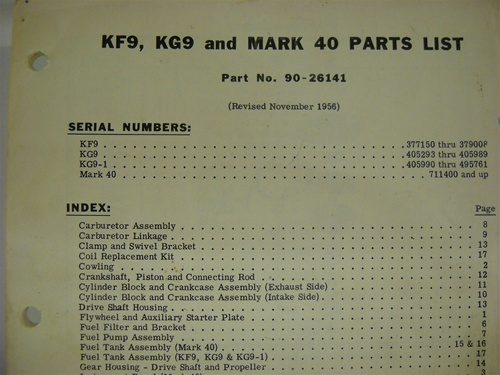 KF9, KG9 and MARK 40 PARTS LIST
Part No. 90-26141
(Revised November 1956)
SERIAL NUMBERS:
KF9 . . . . . . . . . . 377150 thru 379008
KG9 . . . . . . . . . . 405293 thru 405989
KG9-1 . . . . . . . . . . 405990 thru 495761
Mark 40 . . . . . . . . . . 711400 and up
INDEX: Page
Carburetor Assembly . . . . . . . . . . 8
Carburetor Linkage . . . . . . . . . . 9
Clamp and Swivel Bracket . . . . . . . . . . 13
Coil Replacement Kit . . . . . . . . . . 17
Cowling . . . . . . . . . . 2
Crankshaft, Piston and Connecting Rod . . . . . . . . . . 12
Cylinder Block and Crankcase Assembly (Exhaust Side) . . . . . . . . . . 11
Cylinder Block and Crankcase Assembly (Intake Side) . . . . . . . . . . 10
Drive Shaft Housing . . . . . . . . . . 13
Flywheel and Auxiliary Starter Plate . . . . . . . . . . 1
Fuel Filter and Bracket . . . . . . . . . . 6
Fuel Pump Assembly . . . . . . . . . . 7
Fuel Tank Assembly (Mark 40) . . . . . . . . . . 15 & 16
Fuel Tank Assembly (KF9, KG9 & KG9-1) . . . . . . . . . . 17
Gear Housing - Drive Shaft and Propeller . . . . . . . . . . 14